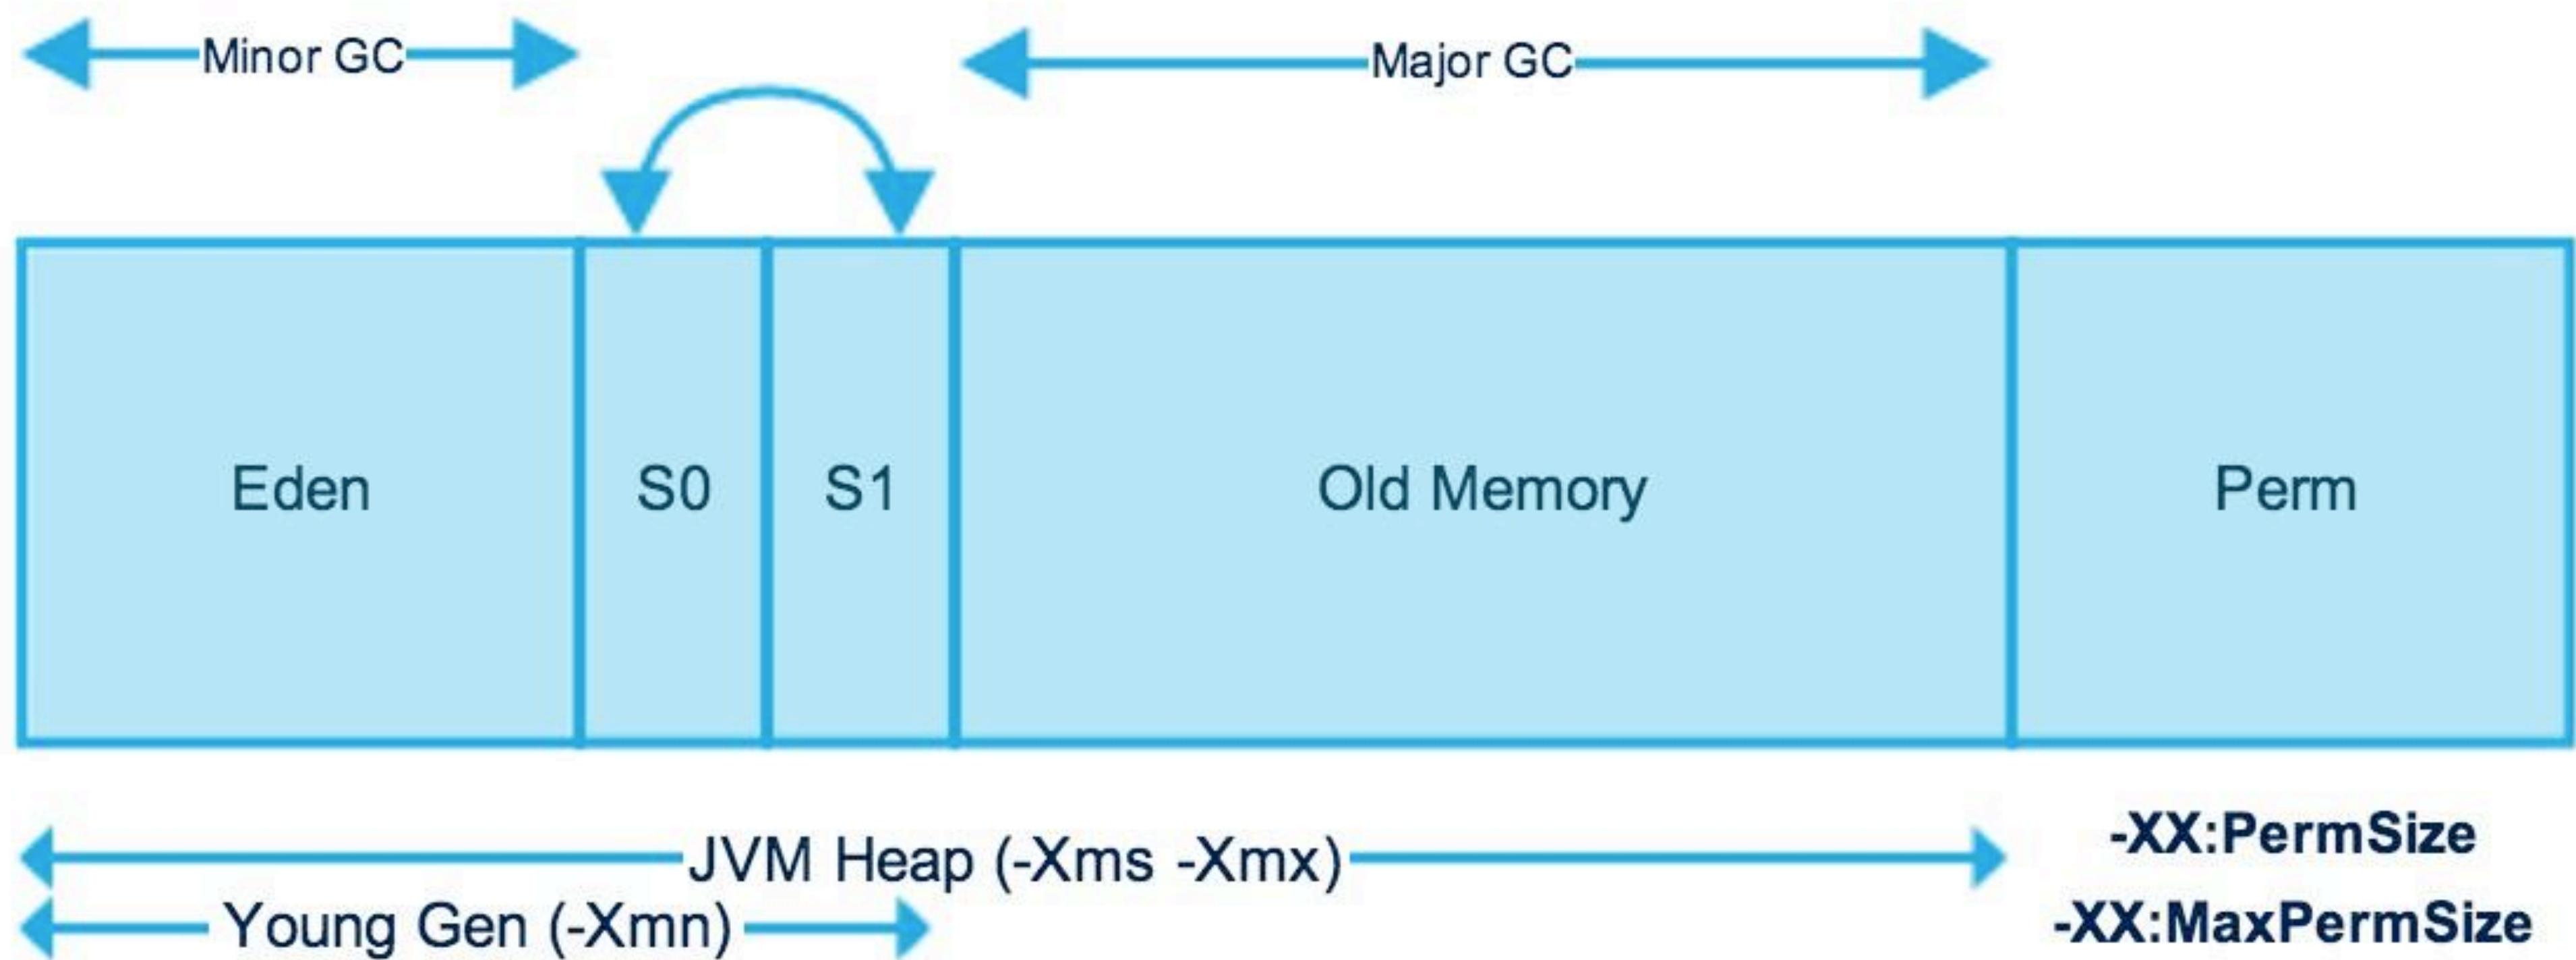 Minor GC
Major GC
Eden
S0
S1
Old Memory
Perm
JVM Heap (-Xms -Xmx)
-XX:PermSize
Young Gen (-Xmn)
-XX:MaxPermSize